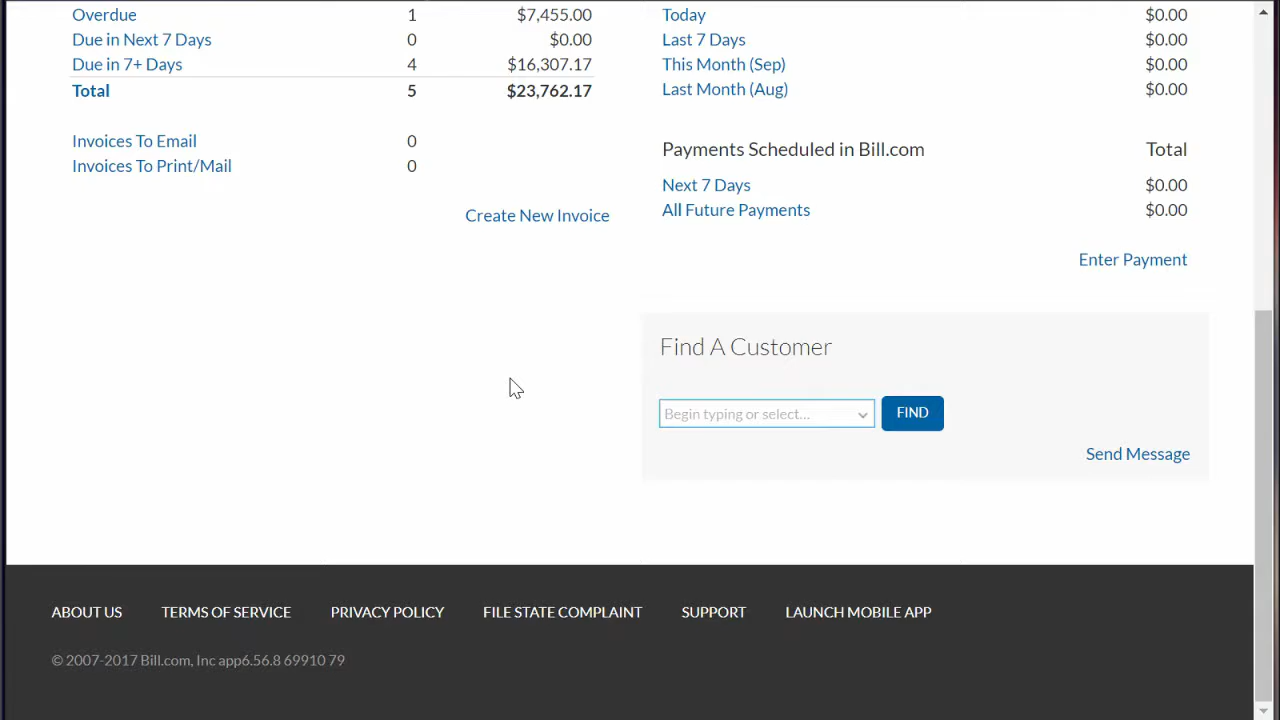 Overdue 1 $7,455.00
Due in Next 7 Days 0 $0.00
Due in 7+ Days 4 $16,307.17
Total 5 $23,762.17
Invoices To Email 0
Invoices To Print/Mail 0
Create New Invoice
Today $0.00
Last 7 Days $0.00
This Month (Sep) $0.00
Last Month (Aug) $0.00
Payments Scheduled in Bill.com Total
Next 7 Days $0.00
All Future Payments $0.00
Enter Payment
Find A Customer
Begin typing or select... FIND
Send Message
ABOUT US TERMS OF SERVICE PRIVACY POLICY FILE STATE COMPLAINT SUPPORT LAUNCH MOBILE APP
© 2007-2017 Bill.com, Inc app6.56.8 69910 79